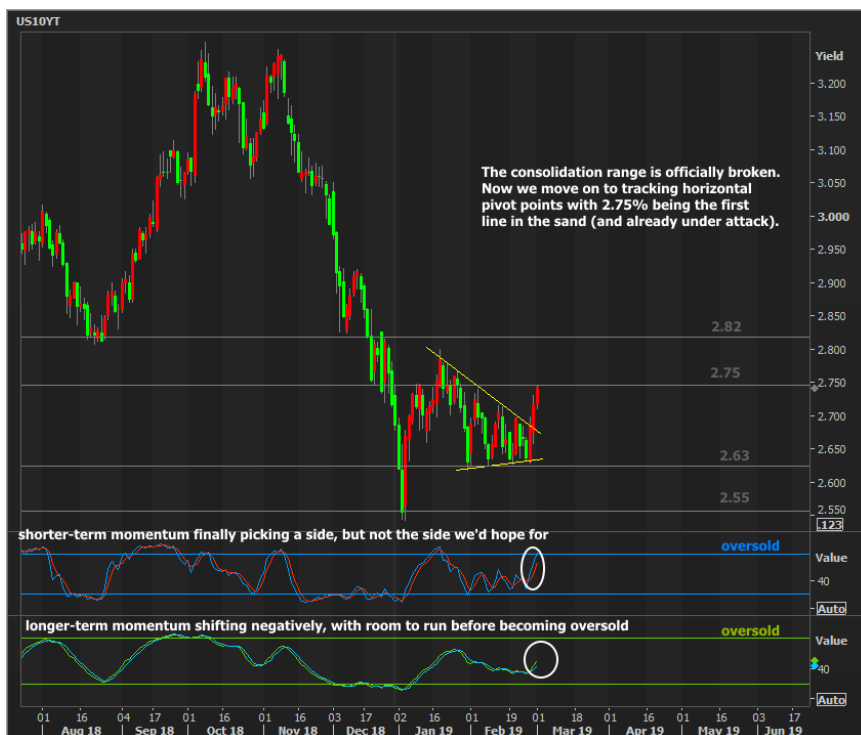 US10YT
Yield
3.200
3.150
3.100
3.050
3.000
2.950
2.900
2.850
2.800
2.750
2.700
2.650
2.600
2.550
.123
The consolidation range is officially broken.
Now we move on to tracking horizontal
pivot points with 2.75% being the first
line in the sand (and already under attack).
2.82
2.75
2.63
2.55
shorter-term momentum finally picking a side, but not the side we'd hope for
oversold
Value
40
Auto
longer-term momentum shifting negatively, with room to run before becoming oversold
oversold
Value
40
Auto
01 16 04 17 01 16 01 16 03 17 02 16 01 19 01 18 01 16 01 16 03 17
Aug 18 Sep 18 Oct 18 Nov 18 Dec 18 Jan 19 Feb 19 Mar 19 Apr 19 May 19 Jun 19